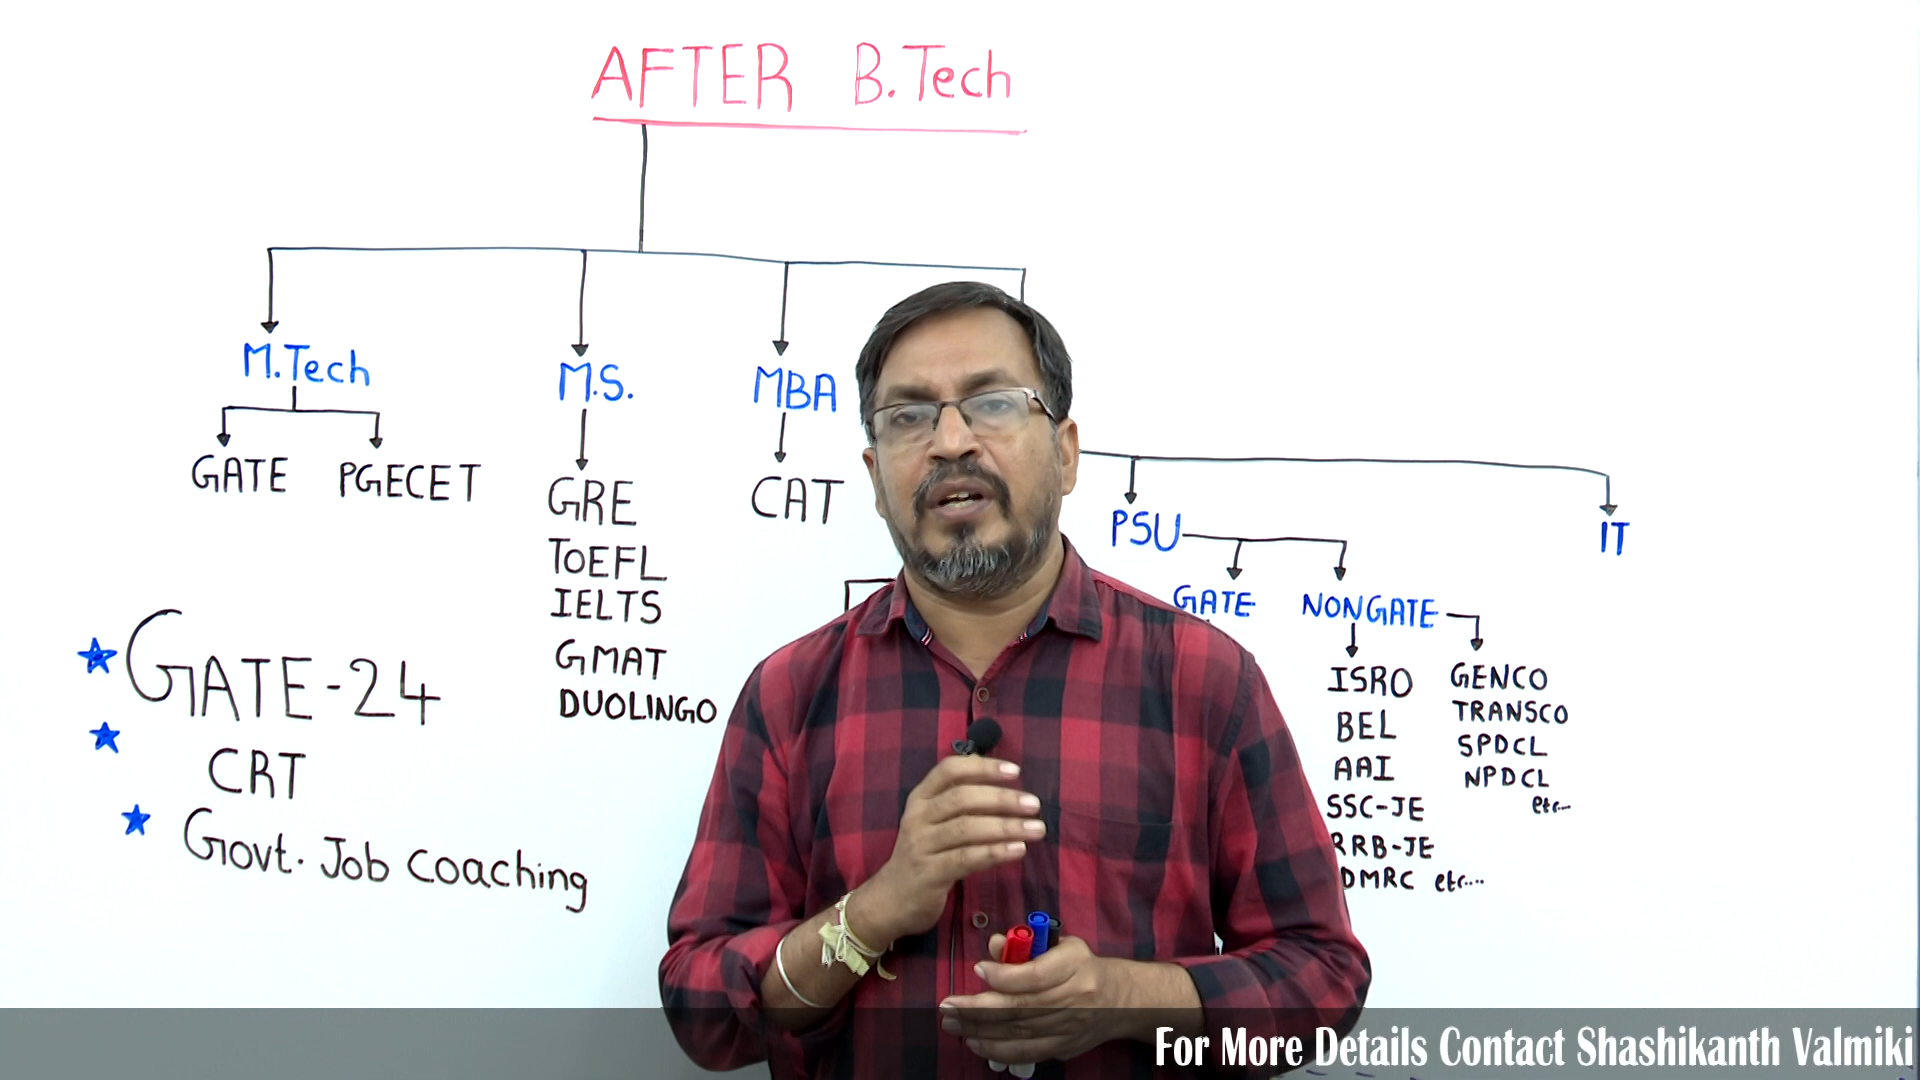 AFTER B.Tech
M.Tech
M.S.
MBA
GATE PGECET
GRE
TOEFL
IELTS
GMAT
DUOLINGO
CAT
PSU
IT
GATE
NONGATE
ISRO
BEL
AAI
SSC-JE
RRB-JE
DMRC etc....
GENCO
TRANSCO
SPDCL
NPDCL
etc...
GATE-24
CRT
Govt. Job coaching
For More Details Contact Shashikanth Valmiki